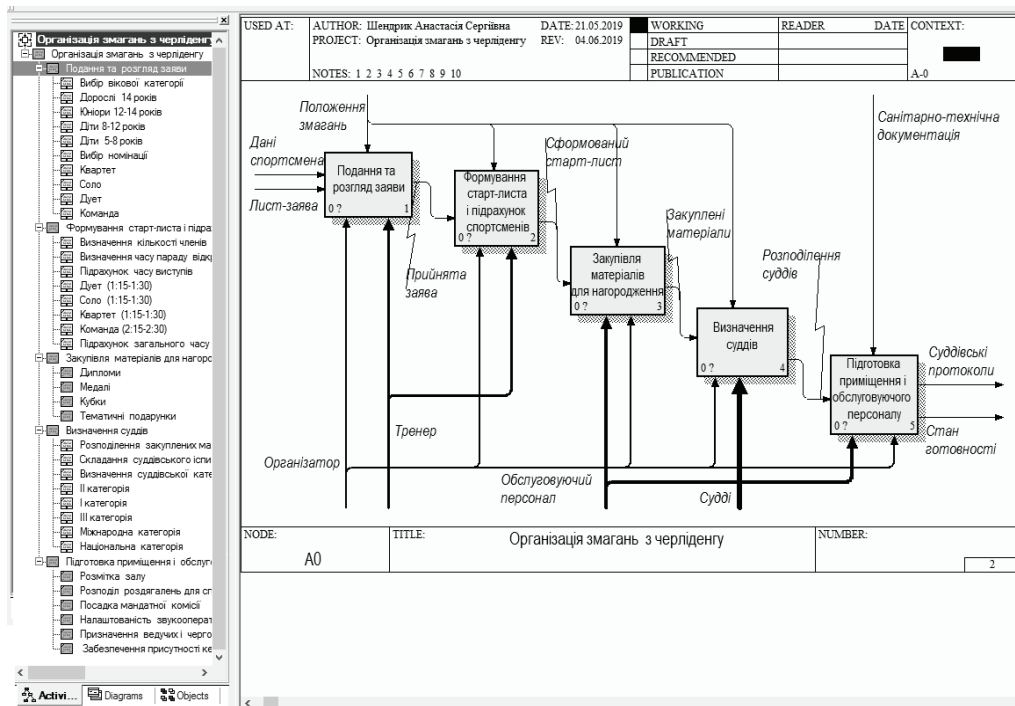 Організація змагань з черліденгу
Організація змагань з черліденгу
Подання та розгляд заяви
Вибір вікової категорії
Дорослі 14 років
Юніори 12-14 років
Діти 8-12 років
Діти 5-8 років
Вибір номінації
Квартет
Соло
Дует
Команда
Формування старт-листа і підра
Визначення кількості членів
Визначення часу параду відкр
Підрахунок часу виступів
Дует (1:15-1:30)
Соло (1:15-1:30)
Квартет (1:15-1:30)
Команда (2:15-2:30)
Підрахунок загального часу
Закупівля матеріалів для нагоро
Дипломи
Медалі
Кубки
Тематичні подарунки
Визначення суддів
Розподілення закуплених ма
Складання суддівського іспи
Визначення суддівської кате
II категорія
I категорія
III категорія
Міжнародна категорія
Національна категорія
Підготовка приміщення і обслуг
Розмітка залу
Розподіл роздягалень для сп
Посадка мандатної комісії
Налаштованість звукооперат
Призначення ведучих і черго
Забезпечення присутності ке
Activi...
Diagrams
Objects
USED AT:
AUTHOR: Шендрик Анастасія Сергіївна
DATE: 21.05.2019
PROJECT: Організація змагань з черліденгу
REV: 04.06.2019
NOTES: 1 2 3 4 5 6 7 8 9 10
WORKING
DRAFT
RECOMMENDED
PUBLICATION
READER
DATE
CONTEXT:
A-0
Положення
змагань
Дані
спортсмена
Лист-заява
Подання та
розгляд заяви
0 ?
1
Прийнята
заява
Формування
старт-листа
і підрахунок
спортсменів
0 ?
2
Сформований
старт-лист
Закупівля
матеріалів
для нагородження
0 ?
3
Закуплені
матеріали
Визначення
суддів
0 ?
4
Розподілення
суддів
Санітарно-технічна
документація
Підготовка
приміщення і
обслуговуючого
персоналу
0 ?
5
Суддівські
протоколи
Стан
готовності
Тренер
Організатор
Обслуговуючий
персонал
Судді
NODE:
A0
TITLE:
Організація змагань з черліденгу
NUMBER:
2